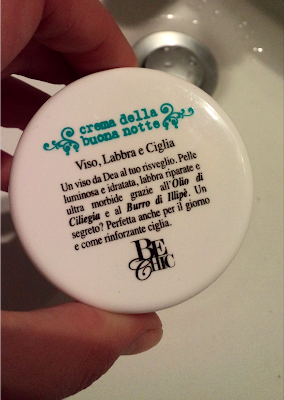 crema della
buona notte
Viso, Labbra e Ciglia
Un viso da Dea al tuo risveglio. Pelle
luminosa e idratata, labbra riparate e
ultra morbide grazie all'Olio di
Ciliegia e al Burro di Illipè. Un
segreto? Perfetta anche per il giorno
e come rinforzante ciglia.
BE
CHIC